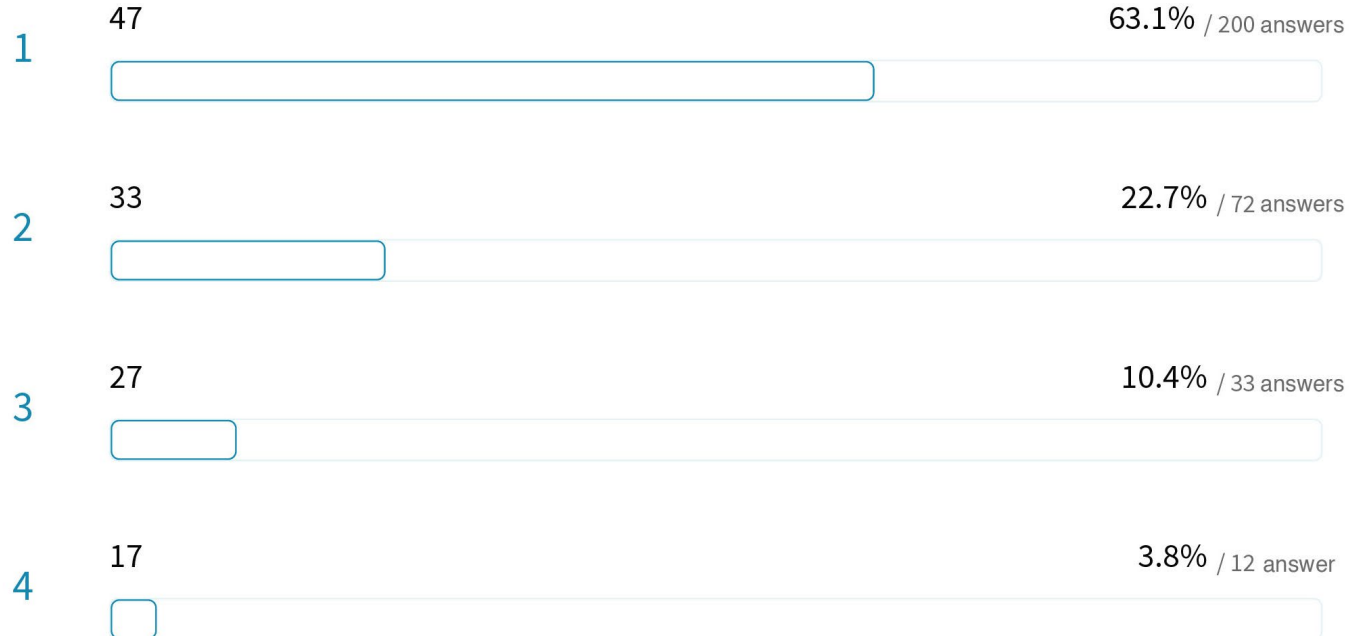 1
47
63.1% / 200 answers
2
33
22.7% / 72 answers
3
27
10.4% / 33 answers
4
17
3.8% / 12 answer